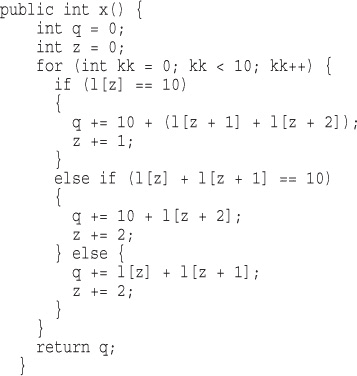 public int x() {
    int q = 0;
    int z = 0;
    for (int kk = 0; kk < 10; kk++) {
      if (l[z] == 10)
      {
        q += 10 + (l[z + 1] + l[z + 2]);
        z += 1;
      }
      else if (l[z] + l[z + 1] == 10)
      {
        q += 10 + l[z + 2];
        z += 2;
      } else {
        q += l[z] + l[z + 1];
        z += 2;
      }
    }
    return q;
  }